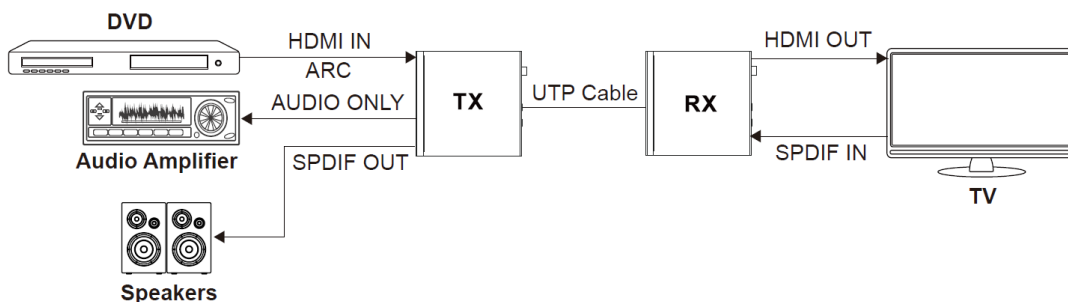 DVD
HDMI IN
ARC
AUDIO ONLY
Audio Amplifier
SPDIF OUT
Speakers
TX
UTP Cable
RX
HDMI OUT
SPDIF IN
TV